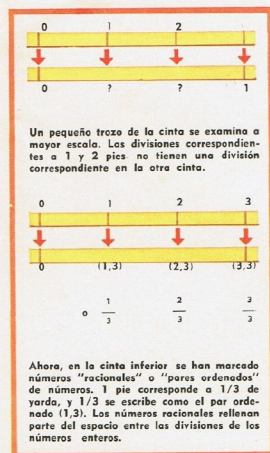 0 1 2
0 ? ? 1
Un pequeño trozo de la cinta se examina a
mayor escala. Las divisiones correspondien-
tes a 1 y 2 pies no tienen una división
correspondiente en la otra cinta.
0 1 2 3
0 (1,3) (2,3) (3,3)
o 1/3 2/3 3/3
Ahora, en la cinta inferior se han marcado
números "racionales" o "pares ordenados"
de números. 1 pie corresponde a 1/3 de
yarda, y 1/3 se escribe como el par orde-
nado (1,3). Los números racionales rellenan
parte del espacio entre las divisiones de los
números enteros.